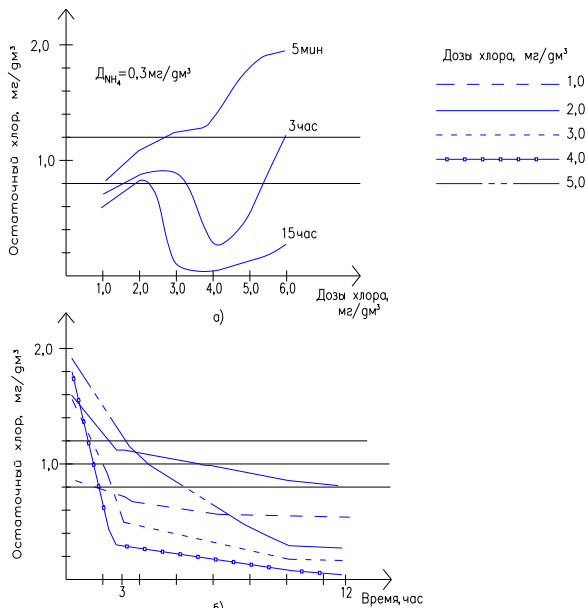 а)
2,0
1,0
Остаточный хлор, мг/дм³
Д NH₄=0,3мг/дм³
5мин
3час
15час
1,0
2,0
3,0
4,0
5,0
6,0
Дозы хлора,
мг/дм³
а)
Дозы хлора, мг/дм³
1,0
2,0
3,0
4,0
5,0
2,0
1,0
Остаточный хлор, мг/дм³
3
12
Время,час
б)